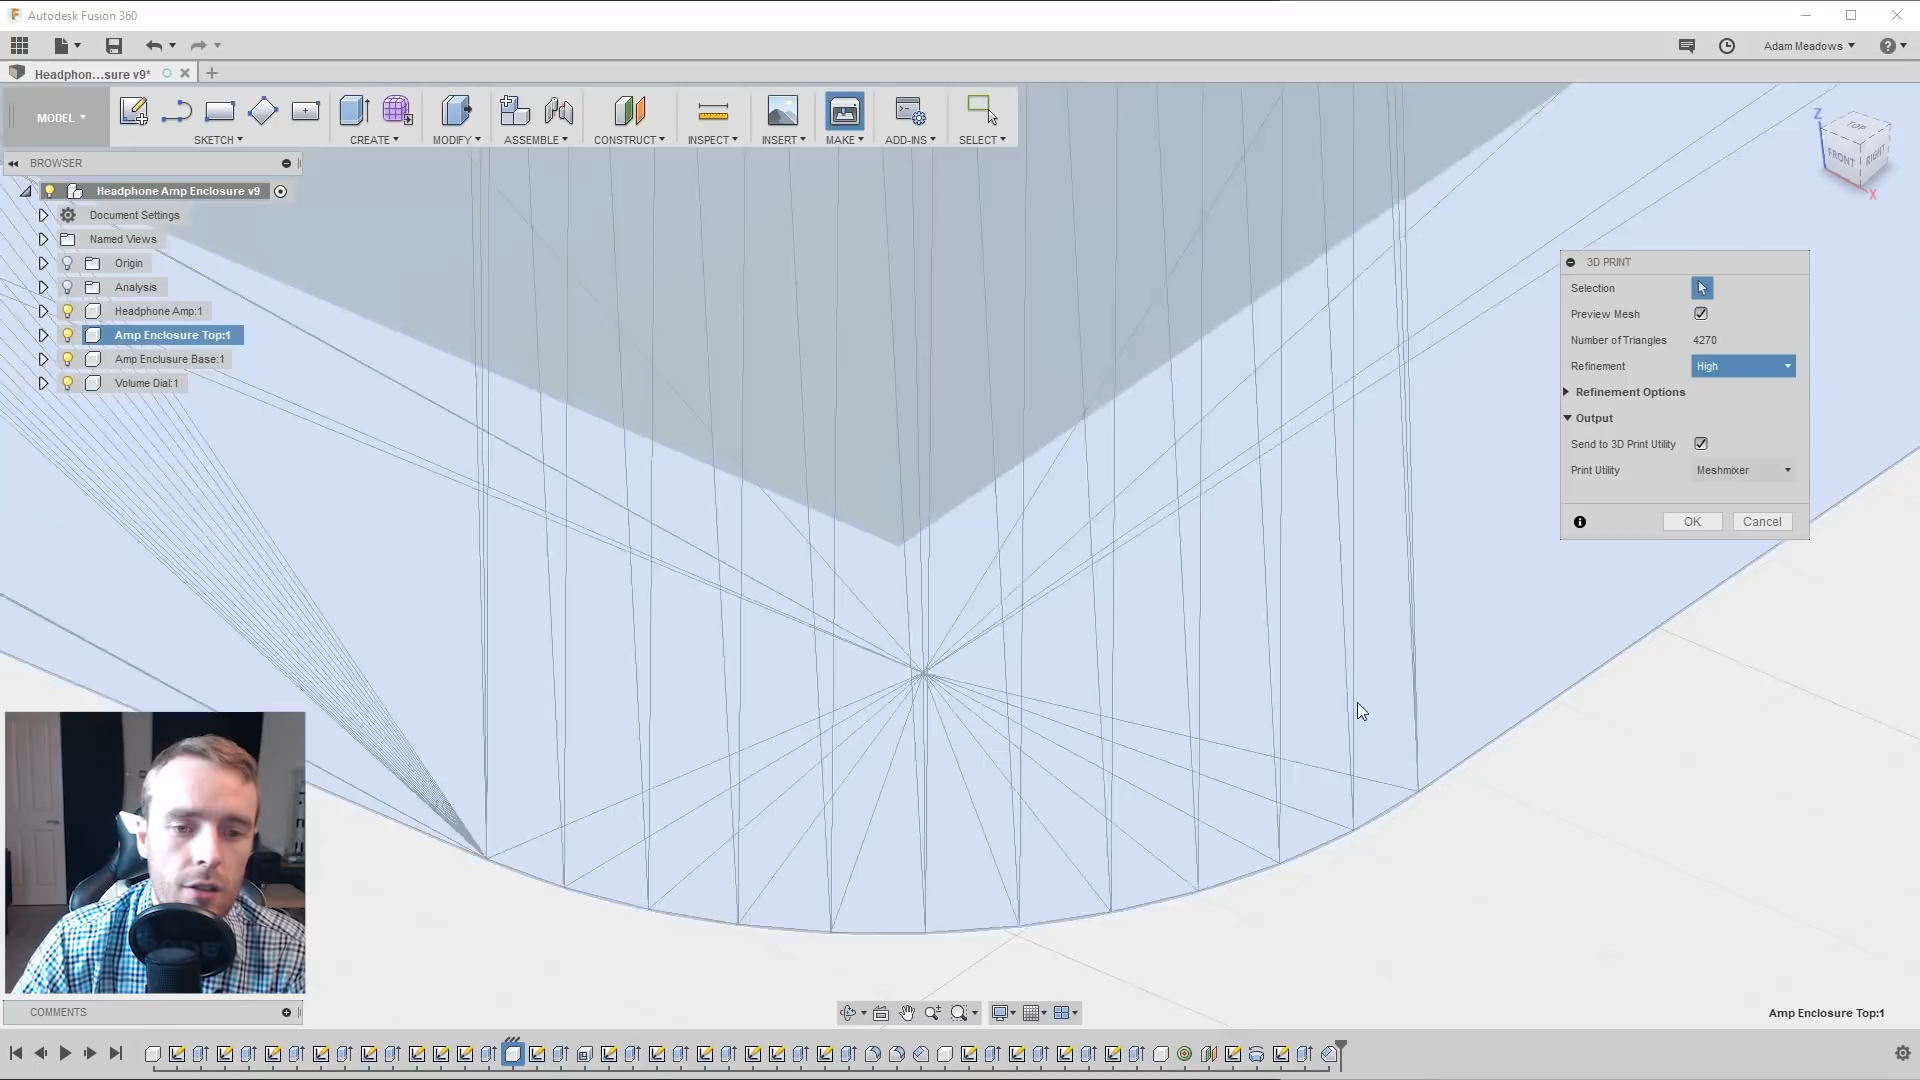 Autodesk Fusion 360
Adam Meadows
Headphon...sure v9*
MODEL
SKETCH
CREATE
MODIFY
ASSEMBLE
CONSTRUCT
INSPECT
INSERT
MAKE
ADD-INS
SELECT
BROWSER
Headphone Amp Enclosure v9
Document Settings
Named Views
Origin
Analysis
Headphone Amp:1
Amp Enclosure Top:1
Amp Enclusure Base:1
Volume Dial:1
Z
TOP
FRONT
RIGHT
X
3D PRINT
Selection
Preview Mesh
Number of Triangles 4270
Refinement High
Refinement Options
Output
Send to 3D Print Utility
Print Utility Meshmixer
OK Cancel
COMMENTS
Amp Enclosure Top:1